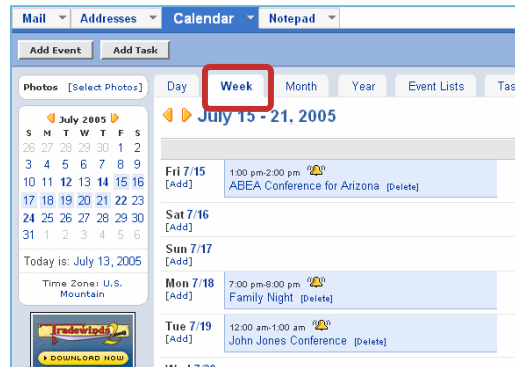 Mail Addresses Calendar Notepad
Add Event Add Task
Photos [Select Photos]
Day Week Month Year Event Lists Tas
July 2005
S M T W T F S
26 27 28 29 30 1 2
3 4 5 6 7 8 9
10 11 12 13 14 15 16
17 18 19 20 21 22 23
24 25 26 27 28 29 30
31 1 2 3 4 5 6
Today is: July 13, 2005
Time Zone: U.S.
Mountain
Tradewinds
DOWNLOAD NOW
July 15 - 21, 2005
Fri 7/15
[Add]
1:00 pm-2:00 pm
ABEA Conference for Arizona [Delete]
Sat 7/16
[Add]
Sun 7/17
[Add]
Mon 7/18
[Add]
7:00 pm-8:00 pm
Family Night [Delete]
Tue 7/19
[Add]
12:00 am-1:00 am
John Jones Conference [Delete]